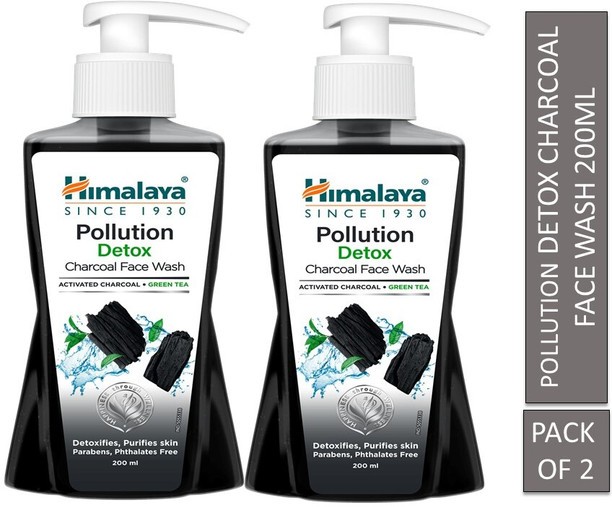 Himalaya®
SINCE 1930
Pollution
Detox
Charcoal Face Wash
ACTIVATED CHARCOAL • GREEN TEA
Detoxifies, Purifies skin
Parabens, Phthalates Free
200 ml
Himalaya®
SINCE 1930
Pollution
Detox
Charcoal Face Wash
ACTIVATED CHARCOAL • GREEN TEA
Detoxifies, Purifies skin
Parabens, Phthalates Free
200 ml
POLLUTION DETOX CHARCOAL
FACE WASH 200ML
PACK
OF 2